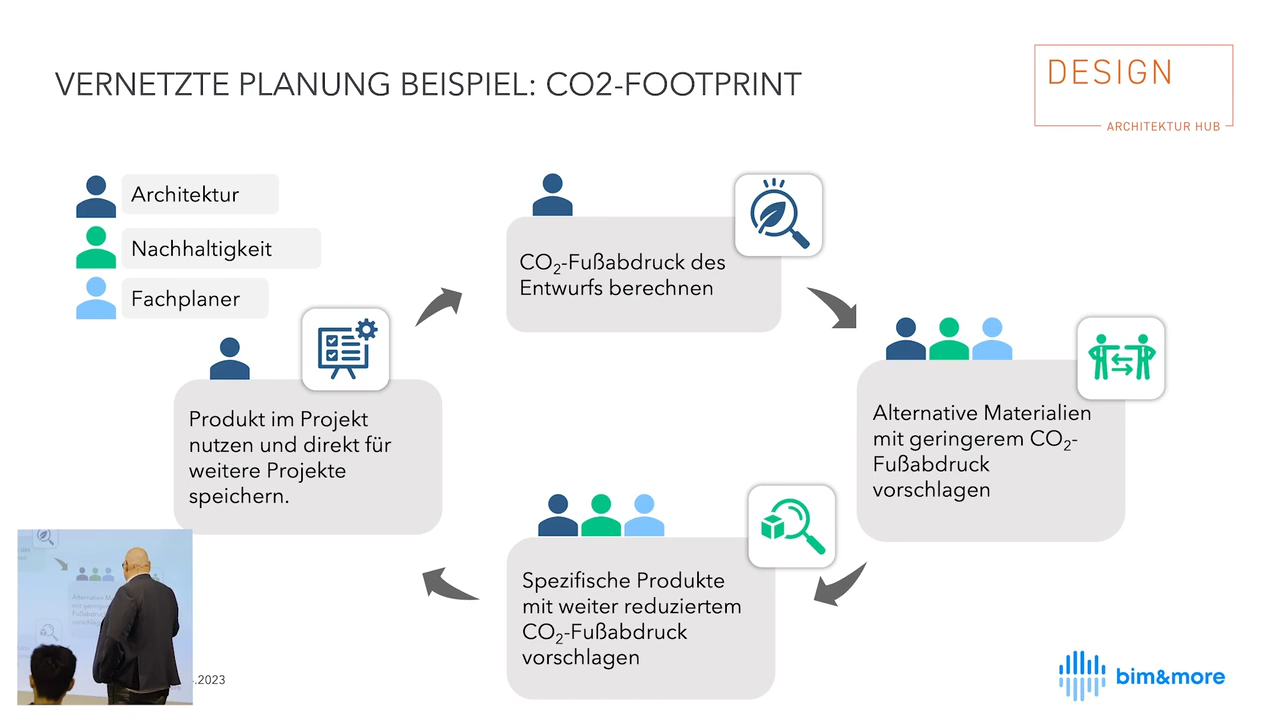 VERNETZTE PLANUNG BEISPIEL: CO2-FOOTPRINT
DESIGN
ARCHITEKTUR HUB
Architektur
Nachhaltigkeit
Fachplaner
CO₂-Fußabdruck des
Entwurfs berechnen
Alternative Materialien
mit geringerem CO₂-
Fußabdruck
vorschlagen
Produkt im Projekt
nutzen und direkt für
weitere Projekte
speichern.
Spezifische Produkte
mit weiter reduziertem
CO₂-Fußabdruck
vorschlagen
.2023
bim&more